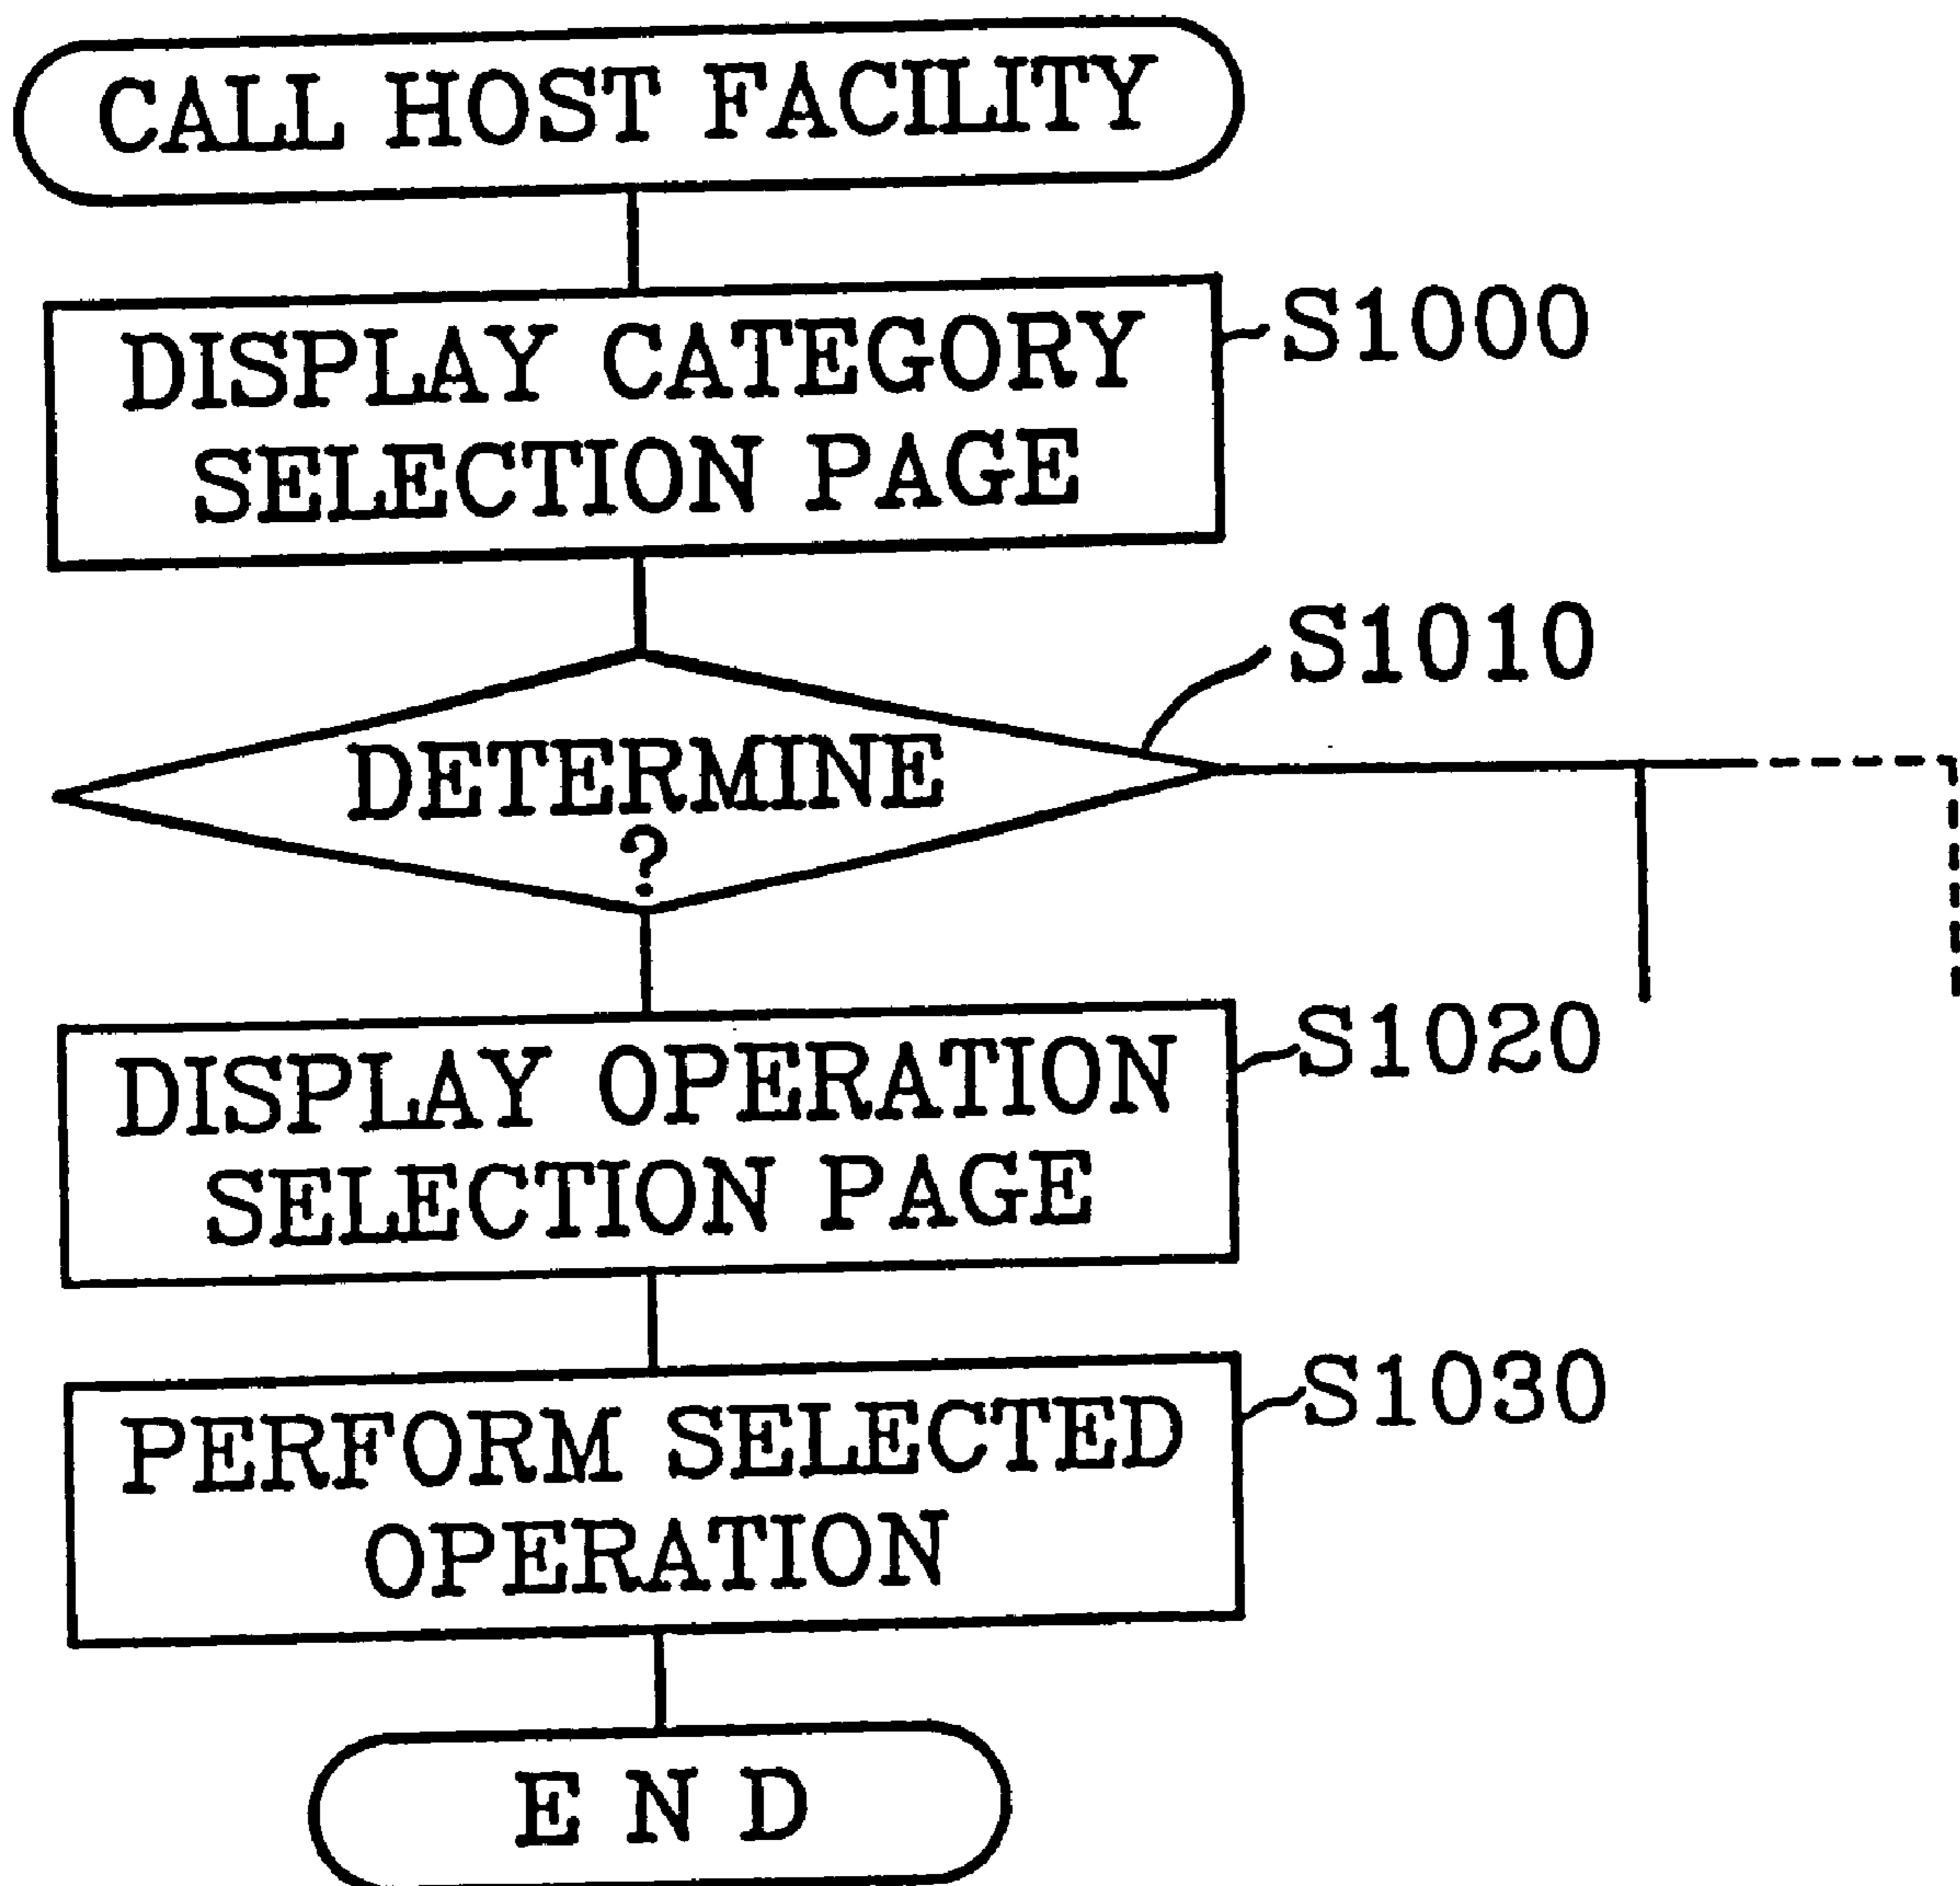 CALL HOST FACILITY
DISPLAY CATEGORY
SELECTION PAGE
S1000
DETERMINE
?
S1010
DISPLAY OPERATION
SELECTION PAGE
S1020
PERFORM SELECTED
OPERATION
S1030
E N D